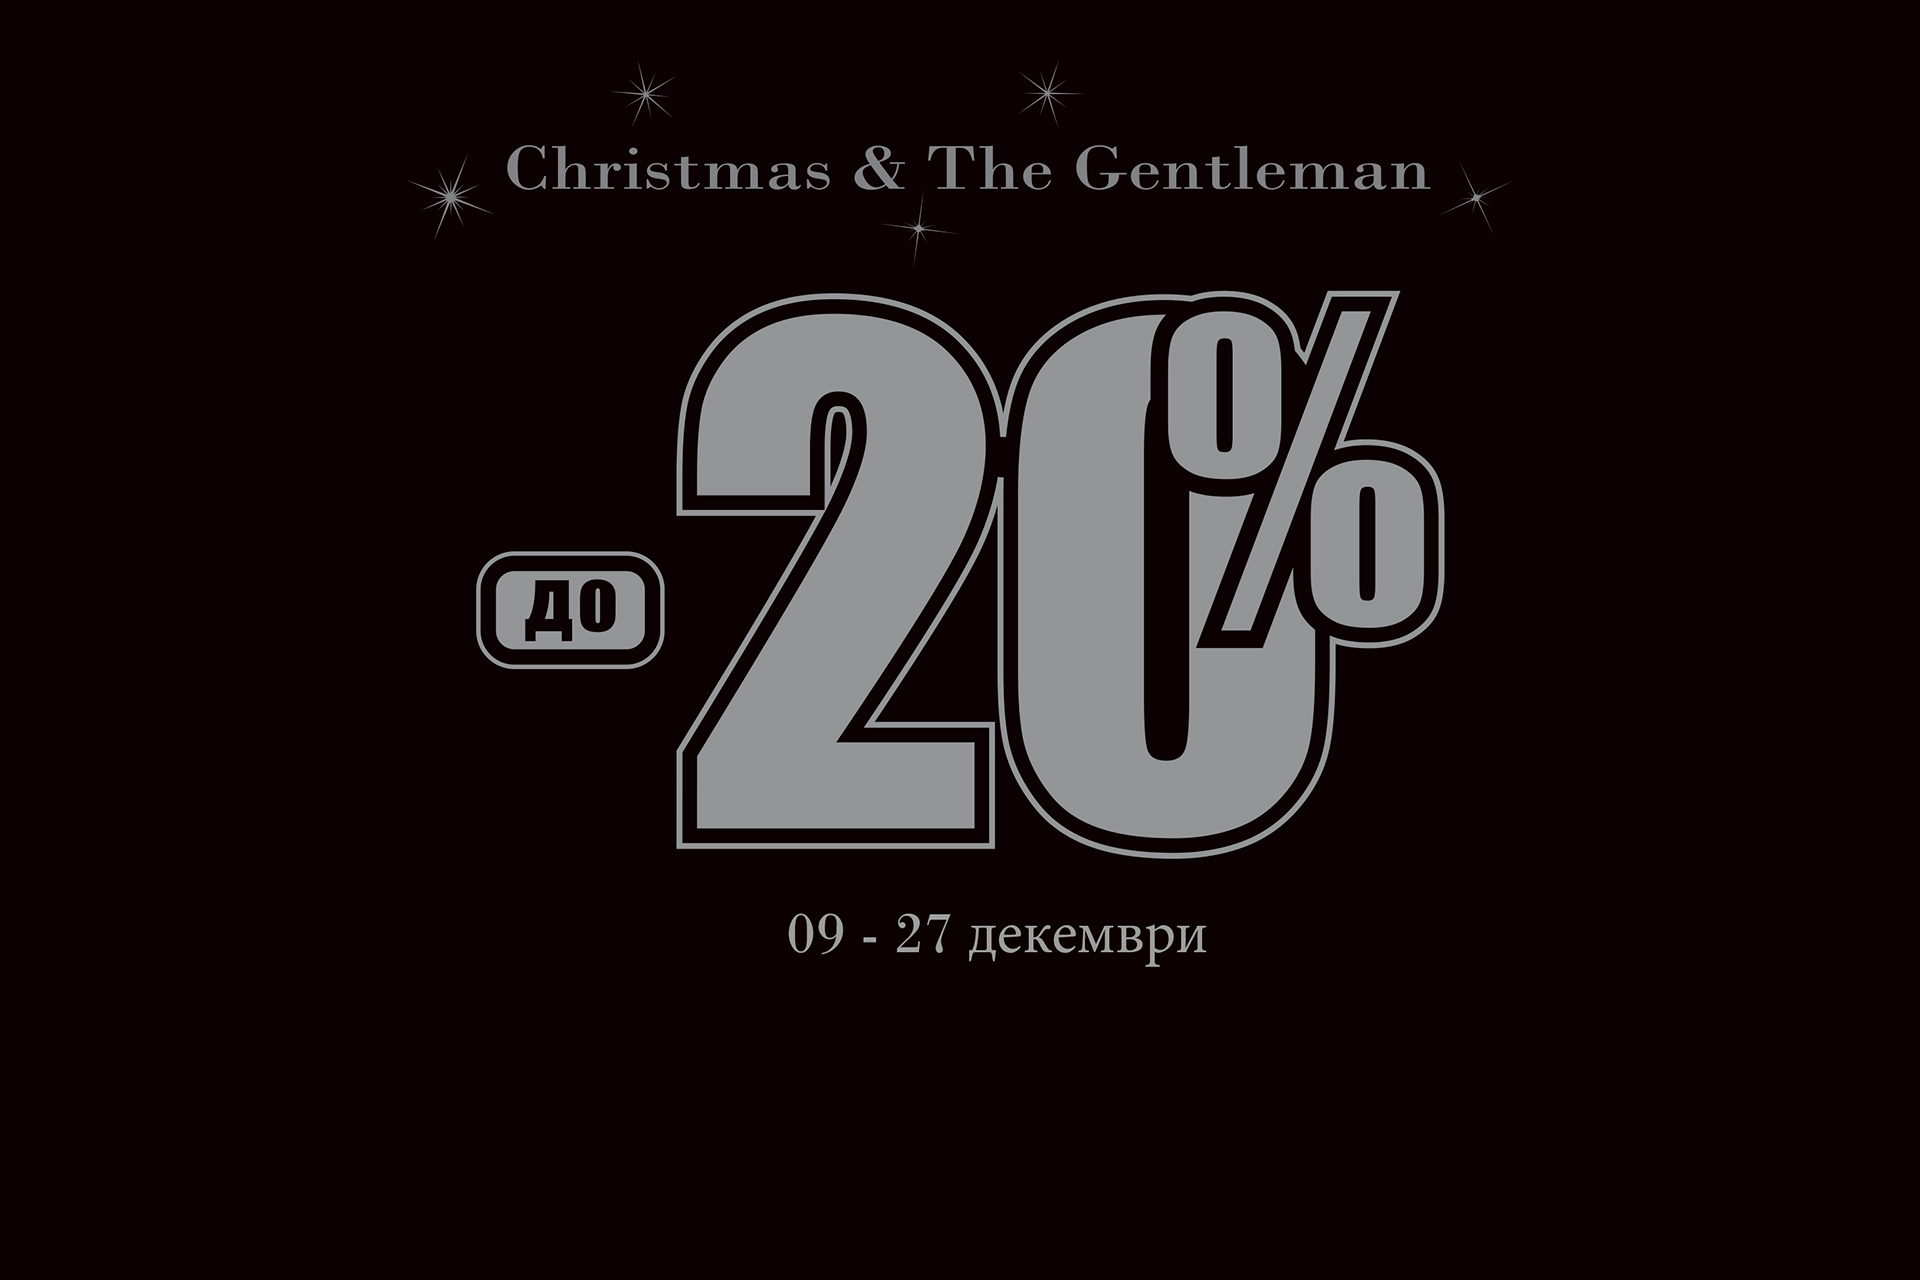 Christmas & The Gentleman
до 20%
09 - 27 декември